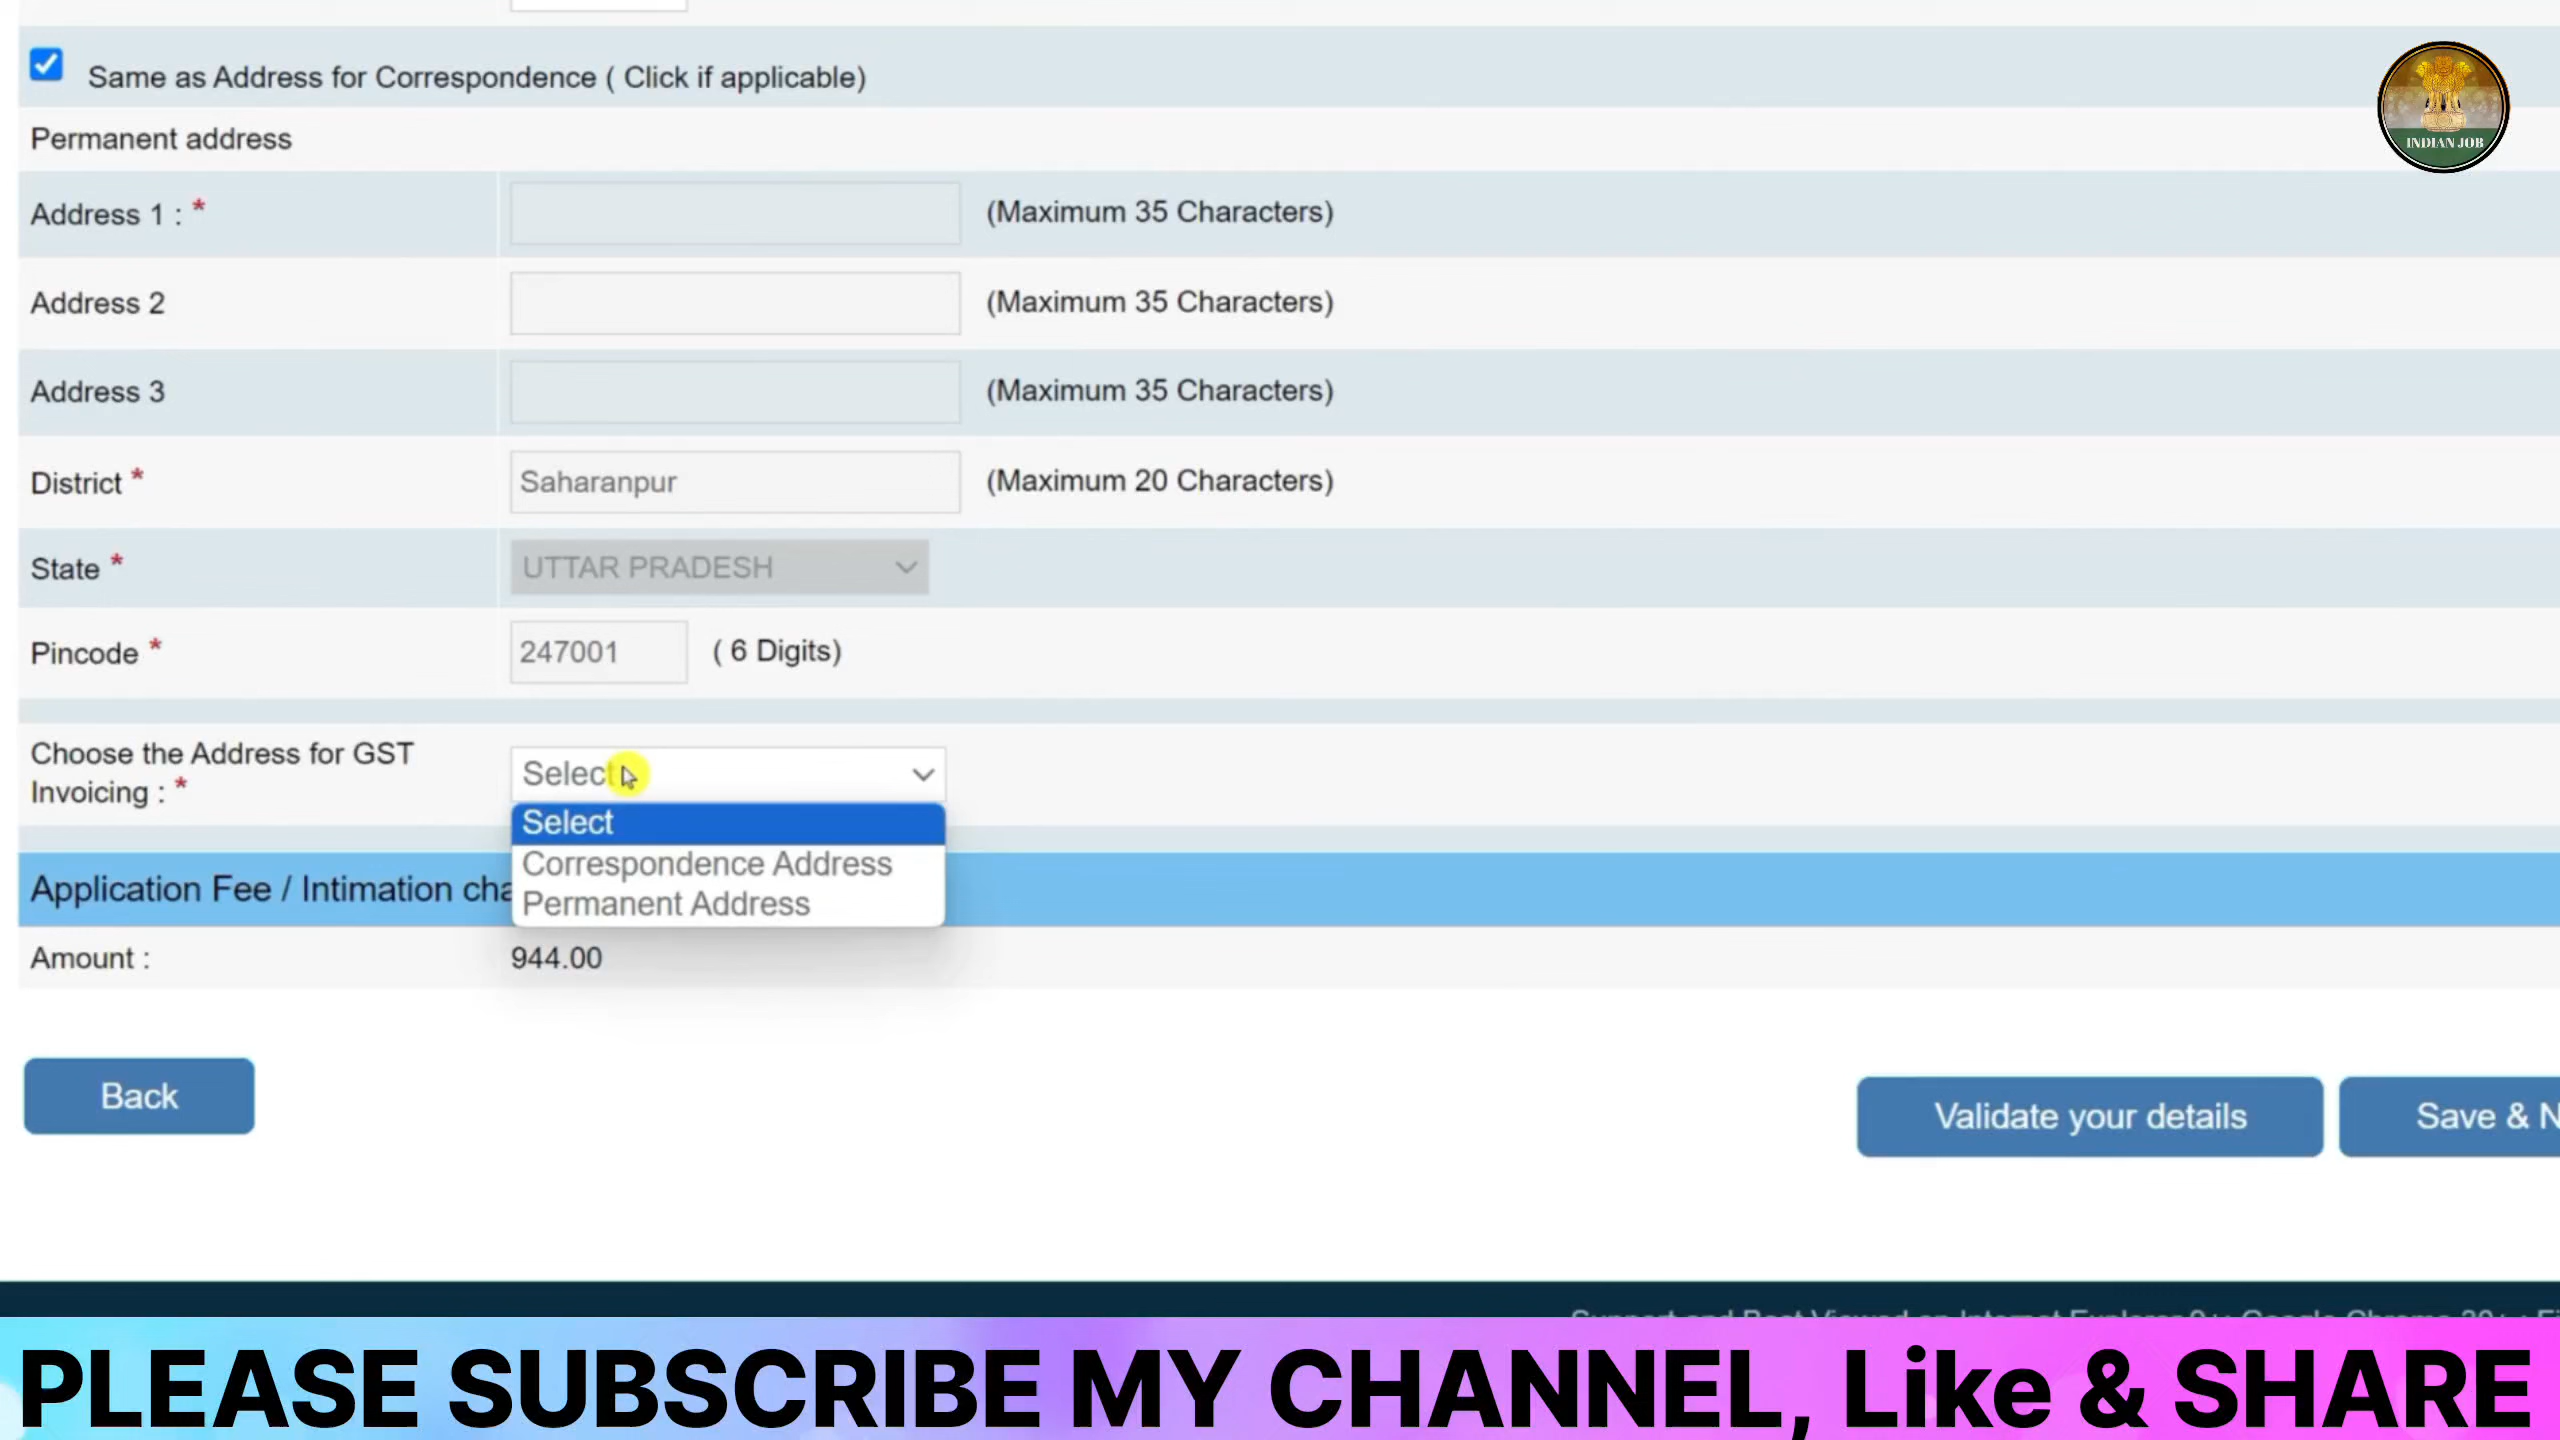 Same as Address for Correspondence ( Click if applicable)
INDIAN JOB
Permanent address
Address 1 : * (Maximum 35 Characters)
Address 2 (Maximum 35 Characters)
Address 3 (Maximum 35 Characters)
District * Saharanpur (Maximum 20 Characters)
State * UTTAR PRADESH
Pincode * 247001 ( 6 Digits)
Choose the Address for GST
Invoicing : *
Select
Select
Correspondence Address
Permanent Address
Application Fee / Intimation cha
Amount : 944.00
Back
Validate your details
Save & N
PLEASE SUBSCRIBE MY CHANNEL, Like & SHARE